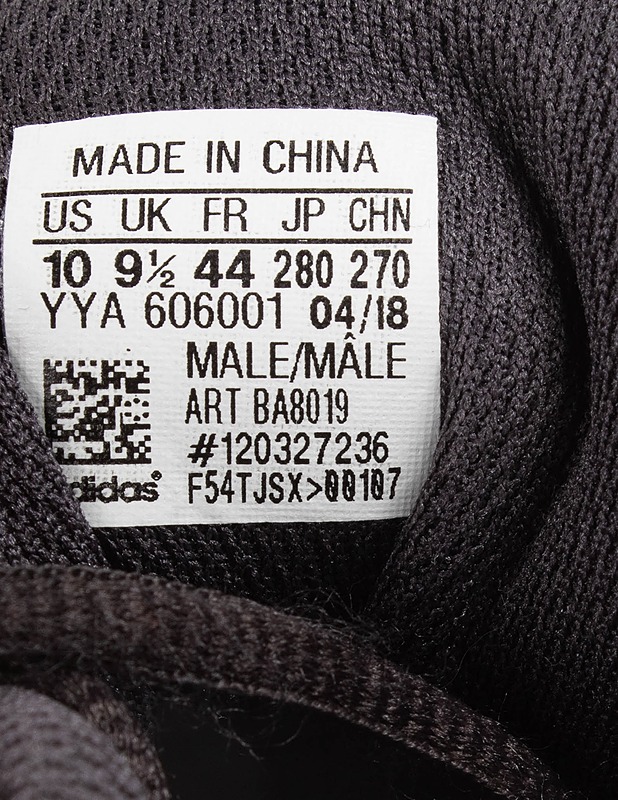 MADE IN CHINA
US UK FR JP CHN
10 9½ 44 280 270
YYA 606001 04/18
MALE/MÂLE
ART BA8019
#120327236
adidas® F54TJSX>00107